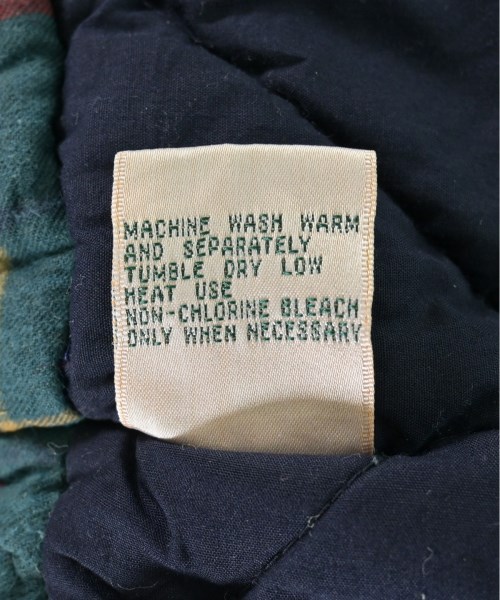 MACHINE WASH WARM
AND SEPARATELY
TUMBLE DRY LOW
HEAT USE
NON-CHLORINE BLEACH
ONLY WHEN NECESSARY